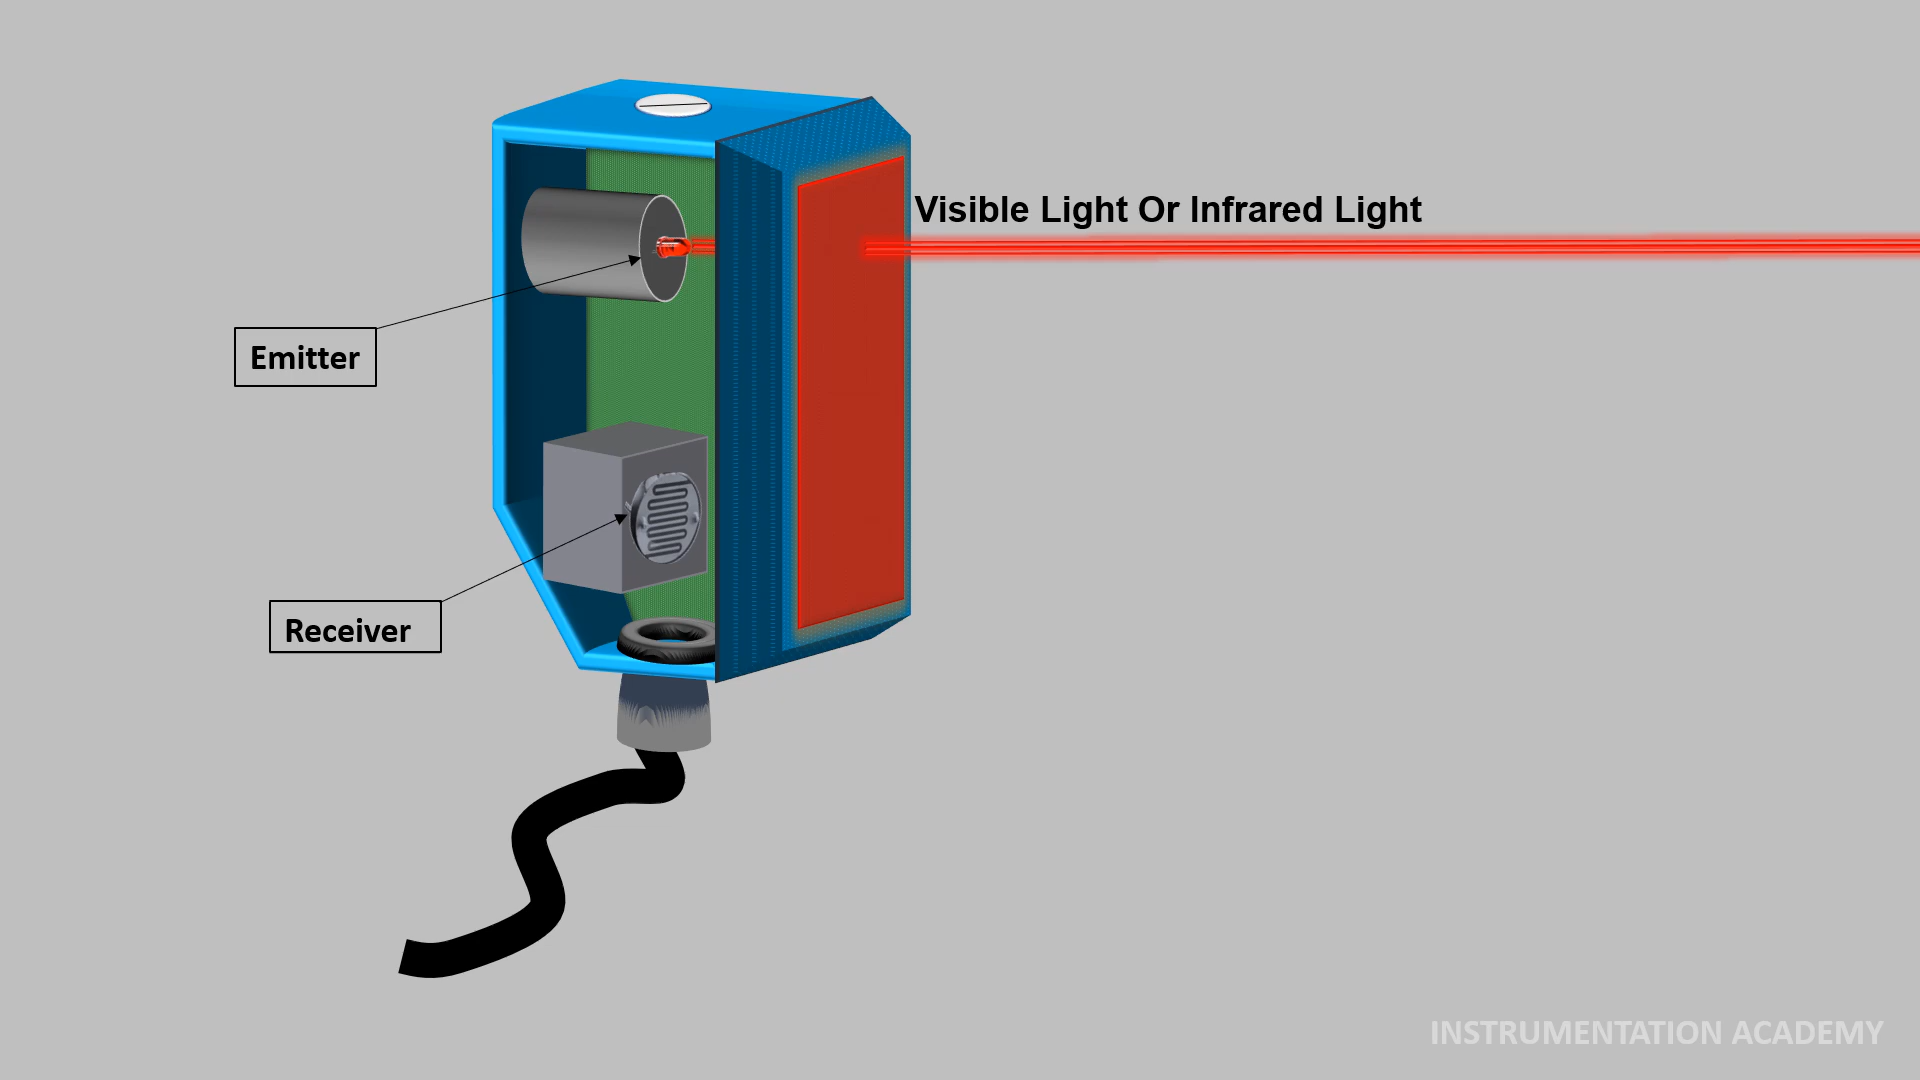 Visible Light Or Infrared Light
Emitter
Receiver
INSTRUMENTATION ACADEMY